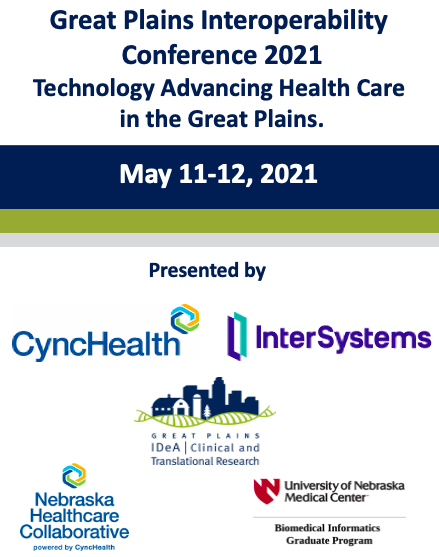 Great Plains Interoperability
Conference 2021
Technology Advancing Health Care
in the Great Plains.
May 11-12, 2021
Presented by
CyncHealth
InterSystems
GREAT PLAINS
IDeA | Clinical and
Translational Research
Nebraska
Healthcare
Collaborative
powered by CyncHealth
University of Nebraska
Medical Center
Biomedical Informatics
Graduate Program